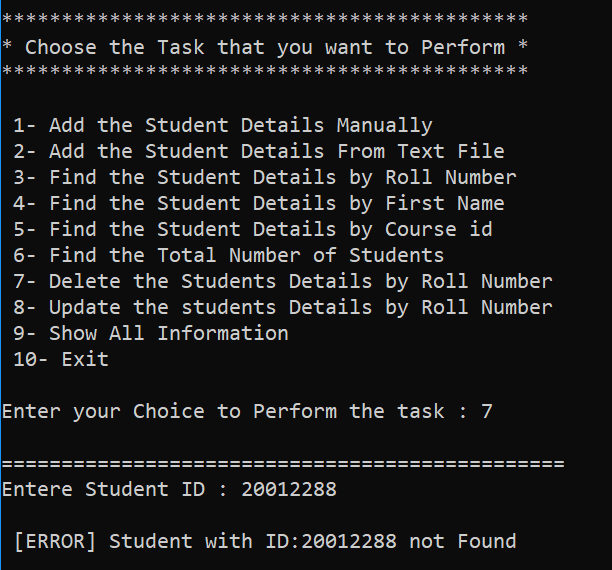 ********************************************
* Choose the Task that you want to Perform *
********************************************
1- Add the Student Details Manually
2- Add the Student Details From Text File
3- Find the Student Details by Roll Number
4- Find the Student Details by First Name
5- Find the Student Details by Course id
6- Find the Total Number of Students
7- Delete the Students Details by Roll Number
8- Update the students Details by Roll Number
9- Show All Information
10- Exit
Enter your Choice to Perform the task : 7
===============================================
Entere Student ID : 20012288
[ERROR] Student with ID:20012288 not Found